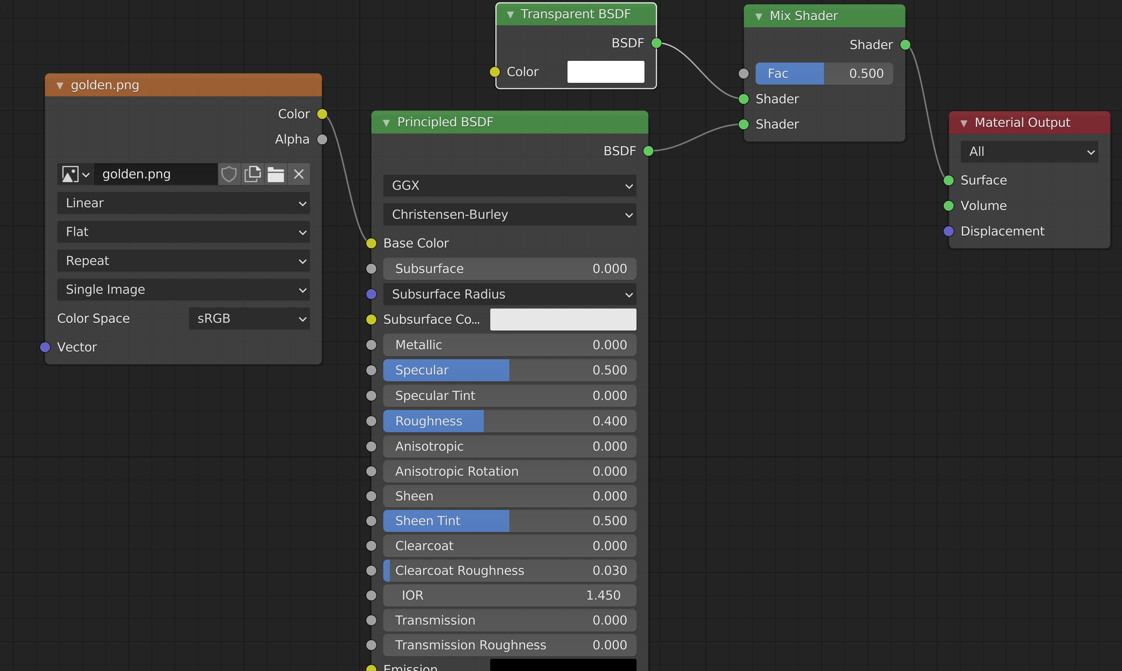 golden.png
Color
Alpha
golden.png
Linear
Flat
Repeat
Single Image
Color Space sRGB
Vector
Transparent BSDF
BSDF
Color
Principled BSDF
BSDF
GGX
Christensen-Burley
Base Color
Subsurface 0.000
Subsurface Radius
Subsurface Co...
Metallic 0.000
Specular 0.500
Specular Tint 0.000
Roughness 0.400
Anisotropic 0.000
Anisotropic Rotation 0.000
Sheen 0.000
Sheen Tint 0.500
Clearcoat 0.000
Clearcoat Roughness 0.030
IOR 1.450
Transmission 0.000
Transmission Roughness 0.000
Emission
Mix Shader
Shader
Fac 0.500
Shader
Shader
Material Output
All
Surface
Volume
Displacement